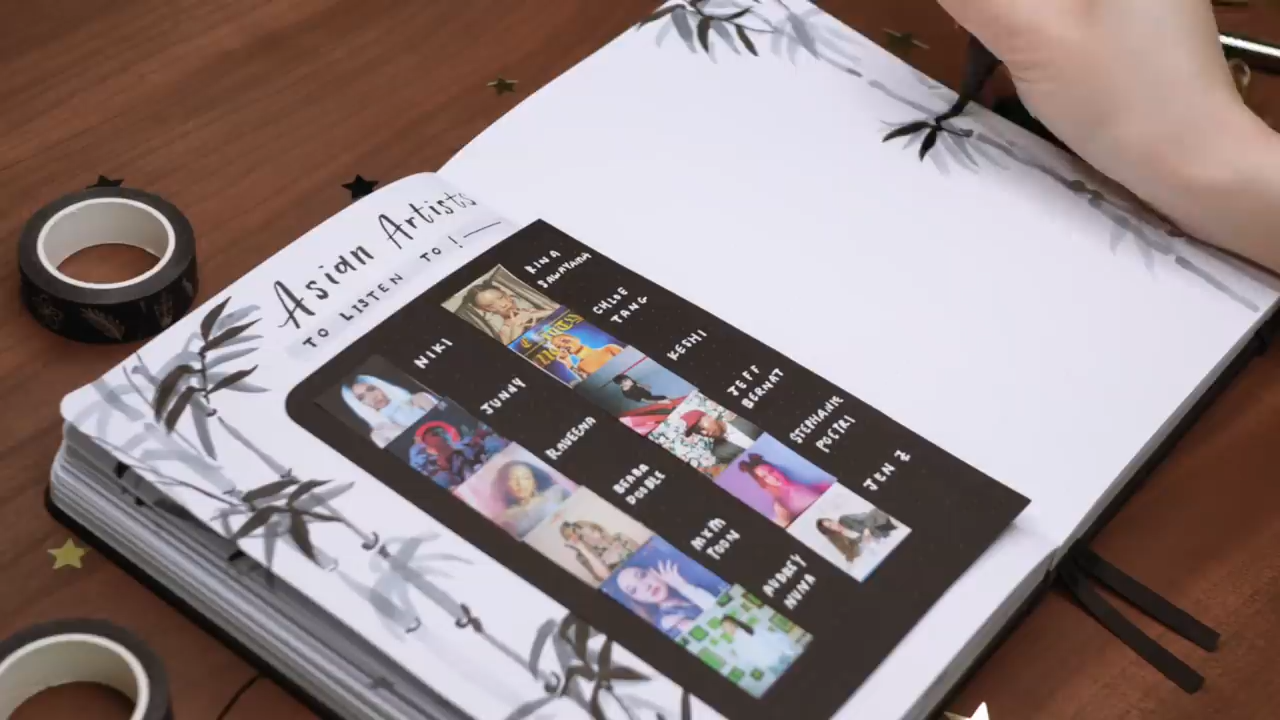 Asian Artists
TO LISTEN TO!
NIKI
JUNNY
RAVEENA
BEABA
DOOBEE
MXM
TOON
AUDREY
NUNA
RINA
SAWAYAMA
CHLOE
TANG
KESHI
JEFF
BERNAT
STEPHANIE
POETRI
JEN Z